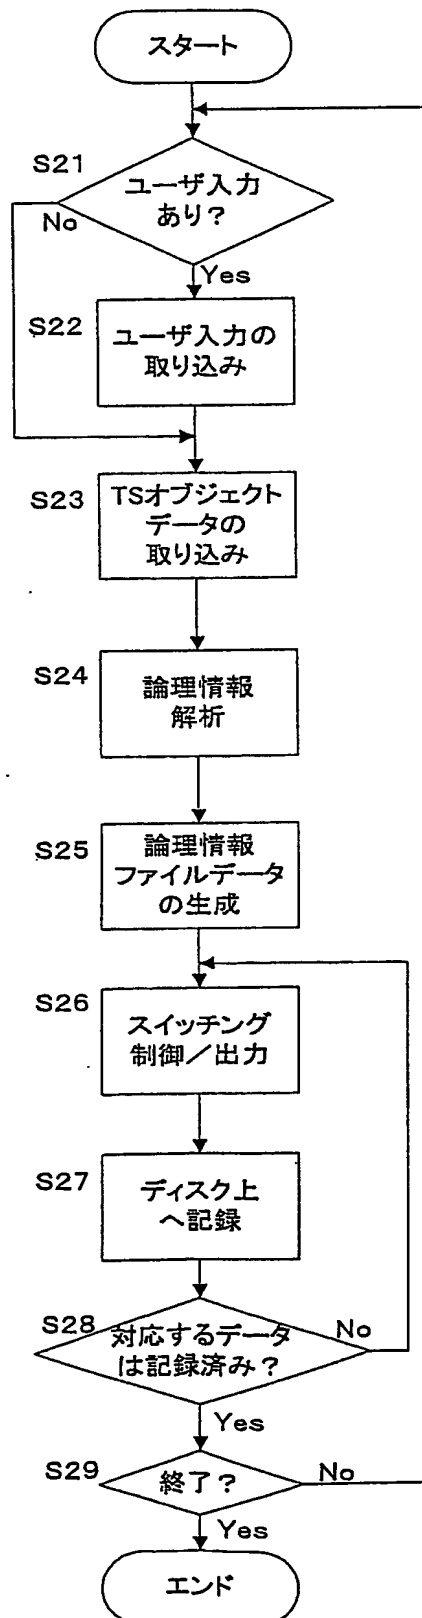 スタート
S21
ユーザ入力
あり?
No
Yes
S22
ユーザ入力の
取り込み
S23
TSオブジェクト
データの
取り込み
S24
論理情報
解析
S25
論理情報
ファイルデータ
の生成
S26
スイッチング
制御/出力
S27
ディスク上
へ記録
S28
対応するデータ
は記録済み?
No
Yes
S29
終了?
No
Yes
エンド